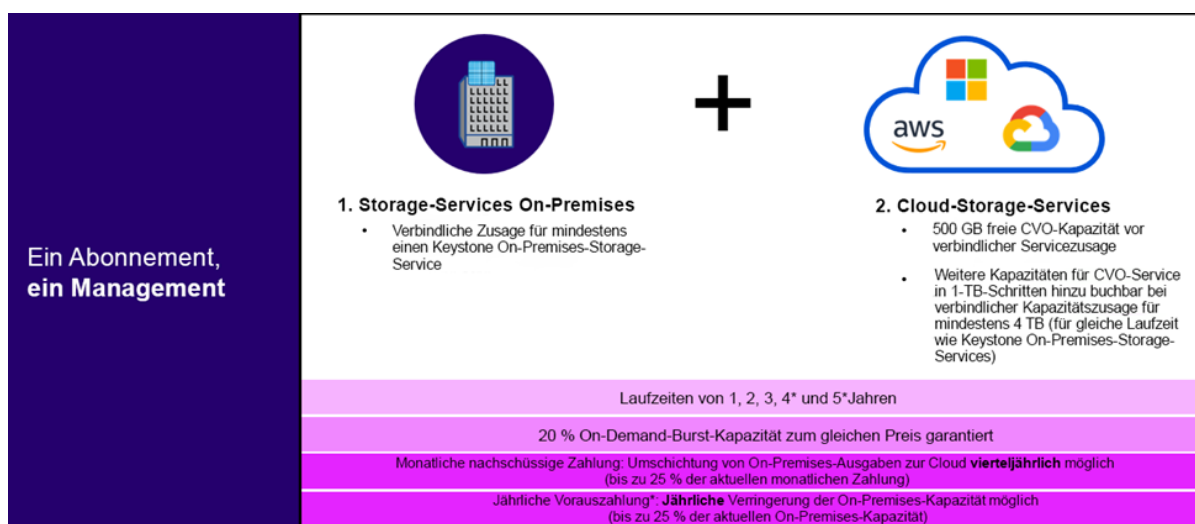 Ein Abonnement,
ein Management
aws
1. Storage-Services On-Premises
• Verbindliche Zusage für mindestens
einen Keystone On-Premises-Storage-
Service
2. Cloud-Storage-Services
• 500 GB freie CVO-Kapazität vor
verbindlicher Servicezusage
• Weitere Kapazitäten für CVO-Service
in 1-TB-Schritten hinzu buchbar bei
verbindlicher Kapazitätszusage für
mindestens 4 TB (für gleiche Laufzeit
wie Keystone On-Premises-Storage-
Services)
Laufzeiten von 1, 2, 3, 4* und 5*Jahren
20 % On-Demand-Burst-Kapazität zum gleichen Preis garantiert
Monatliche nachschüssige Zahlung: Umschichtung von On-Premises-Ausgaben zur Cloud vierteljährlich möglich
(bis zu 25 % der aktuellen monatlichen Zahlung)
Jährliche Vorauszahlung*: Jährliche Verringerung der On-Premises-Kapazität möglich
(bis zu 25 % der aktuellen On-Premises-Kapazität)